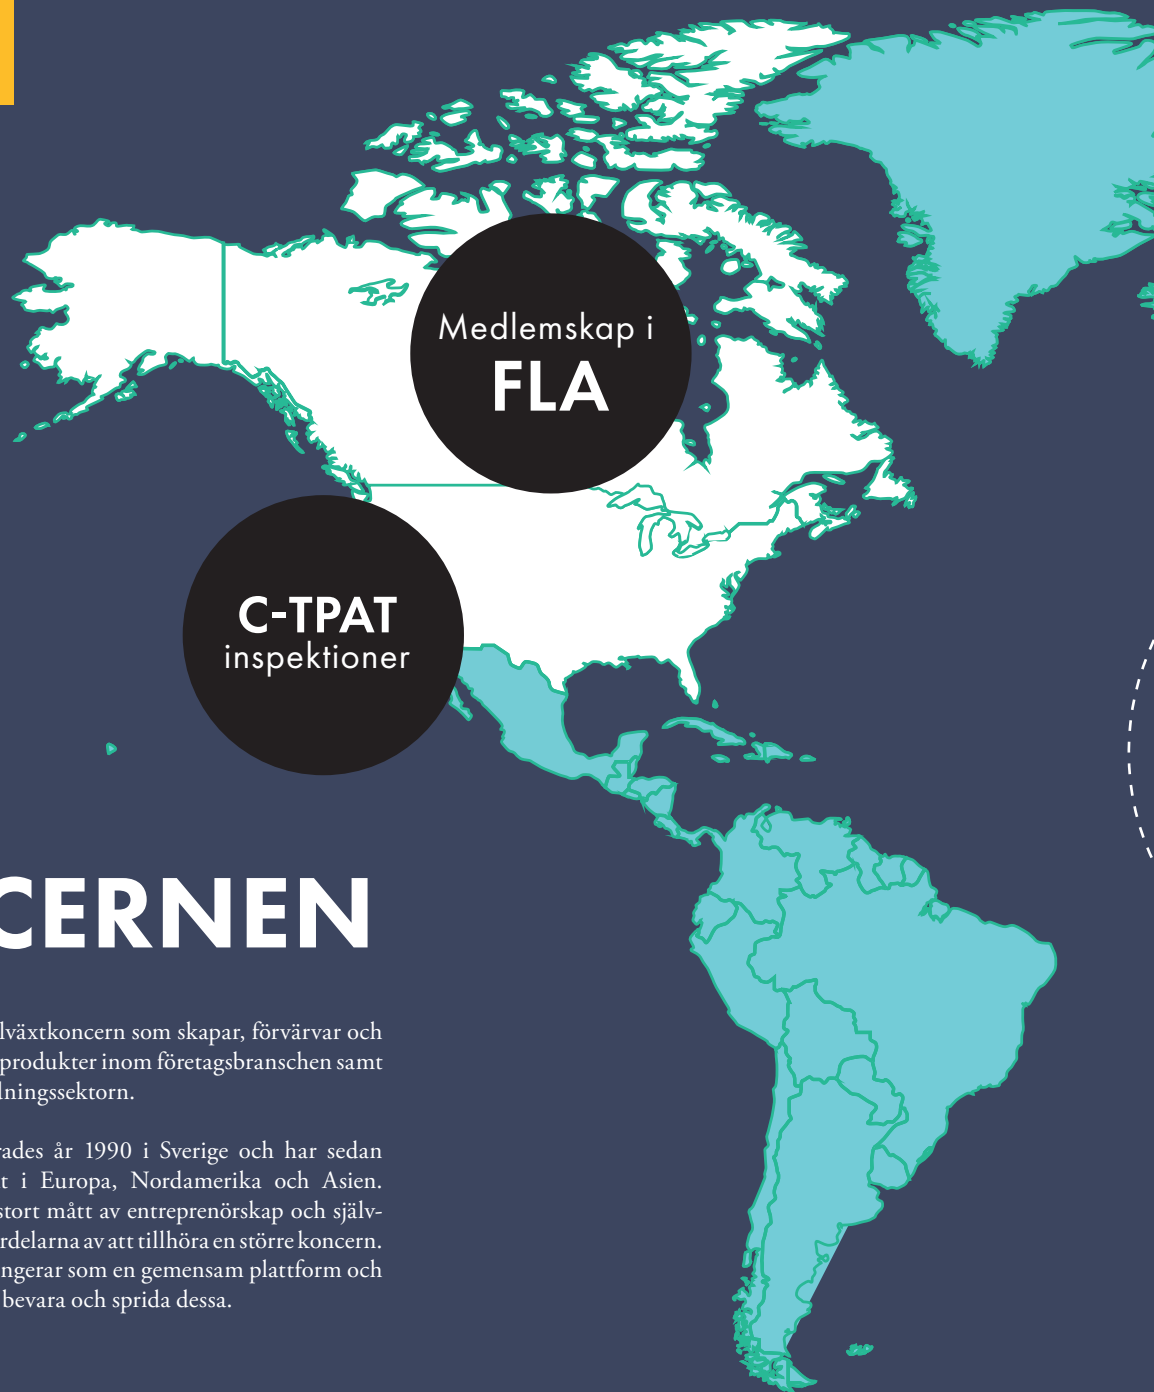 Medlemskap i
FLA
C-TPAT
inspektioner
CERNEN
lväxtkoncern som skapar, förvärvar och
produkter inom företagsbranschen samt
lningssektorn.
rades år 1990 i Sverige och har sedan
t i Europa, Nordamerika och Asien.
stort mått av entreprenörskap och själv-
rdelarna av att tillhöra en större koncern.
ngerar som en gemensam plattform och
bevara och sprida dessa.